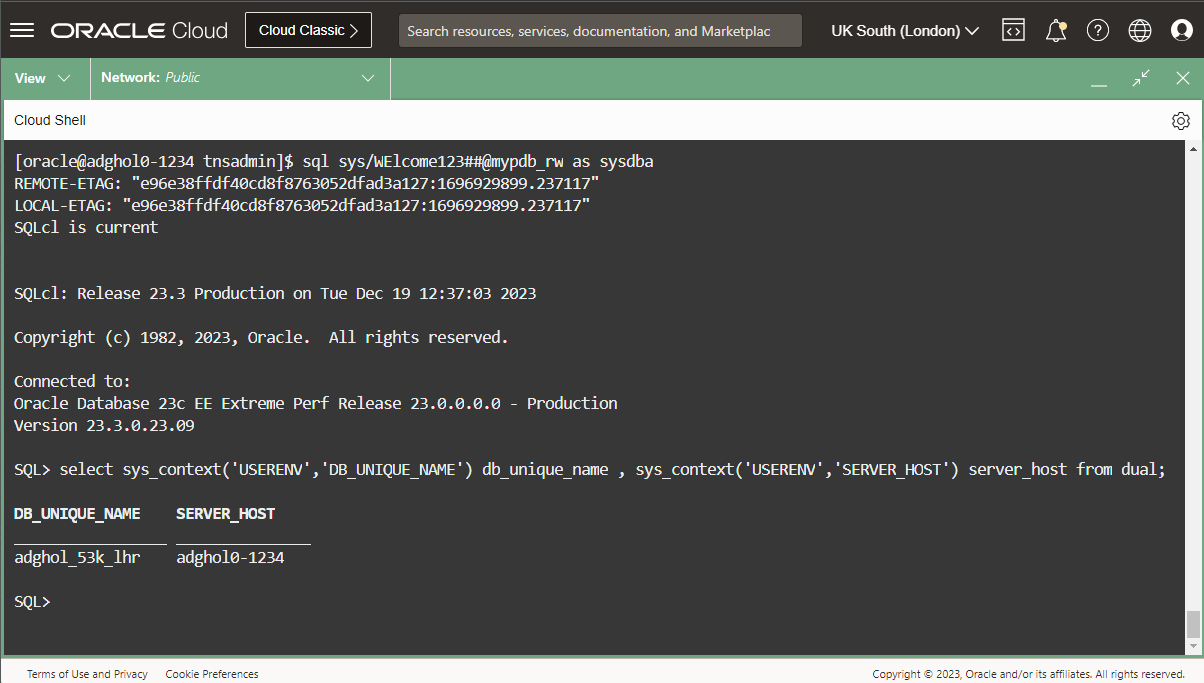 ORACLE Cloud
Cloud Classic
Search resources, services, documentation, and Marketplac
UK South (London)
View
Network: Public
Cloud Shell
[oracle@adghol0-1234 tnsadmin]$ sql sys/WElcome123##@mypdb_rw as sysdba
REMOTE-ETAG: "e96e38ffdf40cd8f8763052dfad3a127:1696929899.237117"
LOCAL-ETAG: "e96e38ffdf40cd8f8763052dfad3a127:1696929899.237117"
SQLcl is current
SQLcl: Release 23.3 Production on Tue Dec 19 12:37:03 2023
Copyright (c) 1982, 2023, Oracle.  All rights reserved.
Connected to:
Oracle Database 23c EE Extreme Perf Release 23.0.0.0.0 - Production
Version 23.3.0.23.09
SQL> select sys_context('USERENV','DB_UNIQUE_NAME') db_unique_name , sys_context('USERENV','SERVER_HOST') server_host from dual;
DB_UNIQUE_NAME    SERVER_HOST
_________________ _______________
adghol_53k_lhr    adghol0-1234
SQL>
Terms of Use and Privacy
Cookie Preferences
Copyright © 2023, Oracle and/or its affiliates. All rights reserved.